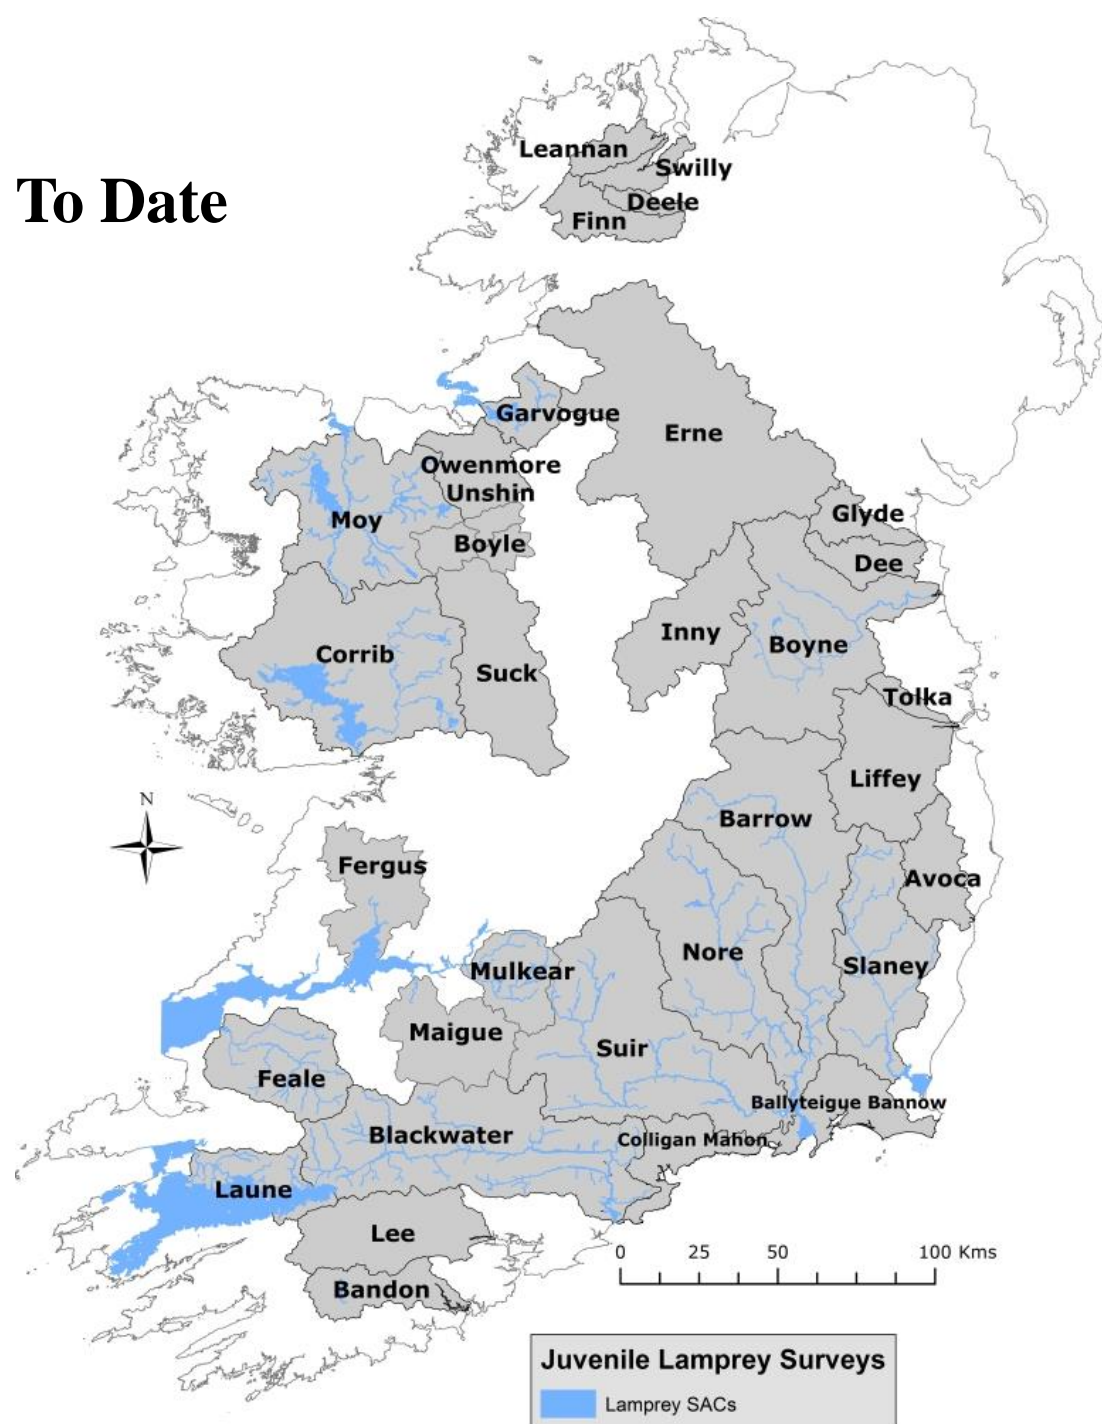 Leannan
Swilly
To Date
Deele
Finn
Garvogue
Erne
Owenmore
Unshin
Glyde
Moy
Boyle
Dee
Inny
Boyne
Corrib
Suck
Tolka
Liffey
N
Barrow
Fergus
Avoca
Nore
Slaney
Mulkear
Maigue
Suir
Feale
Ballyteigue Bannow
Blackwater
Colligan Mahon
Laune
Lee
0 25 50 100 Kms
Bandon
Juvenile Lamprey Surveys
Lamprey SACs